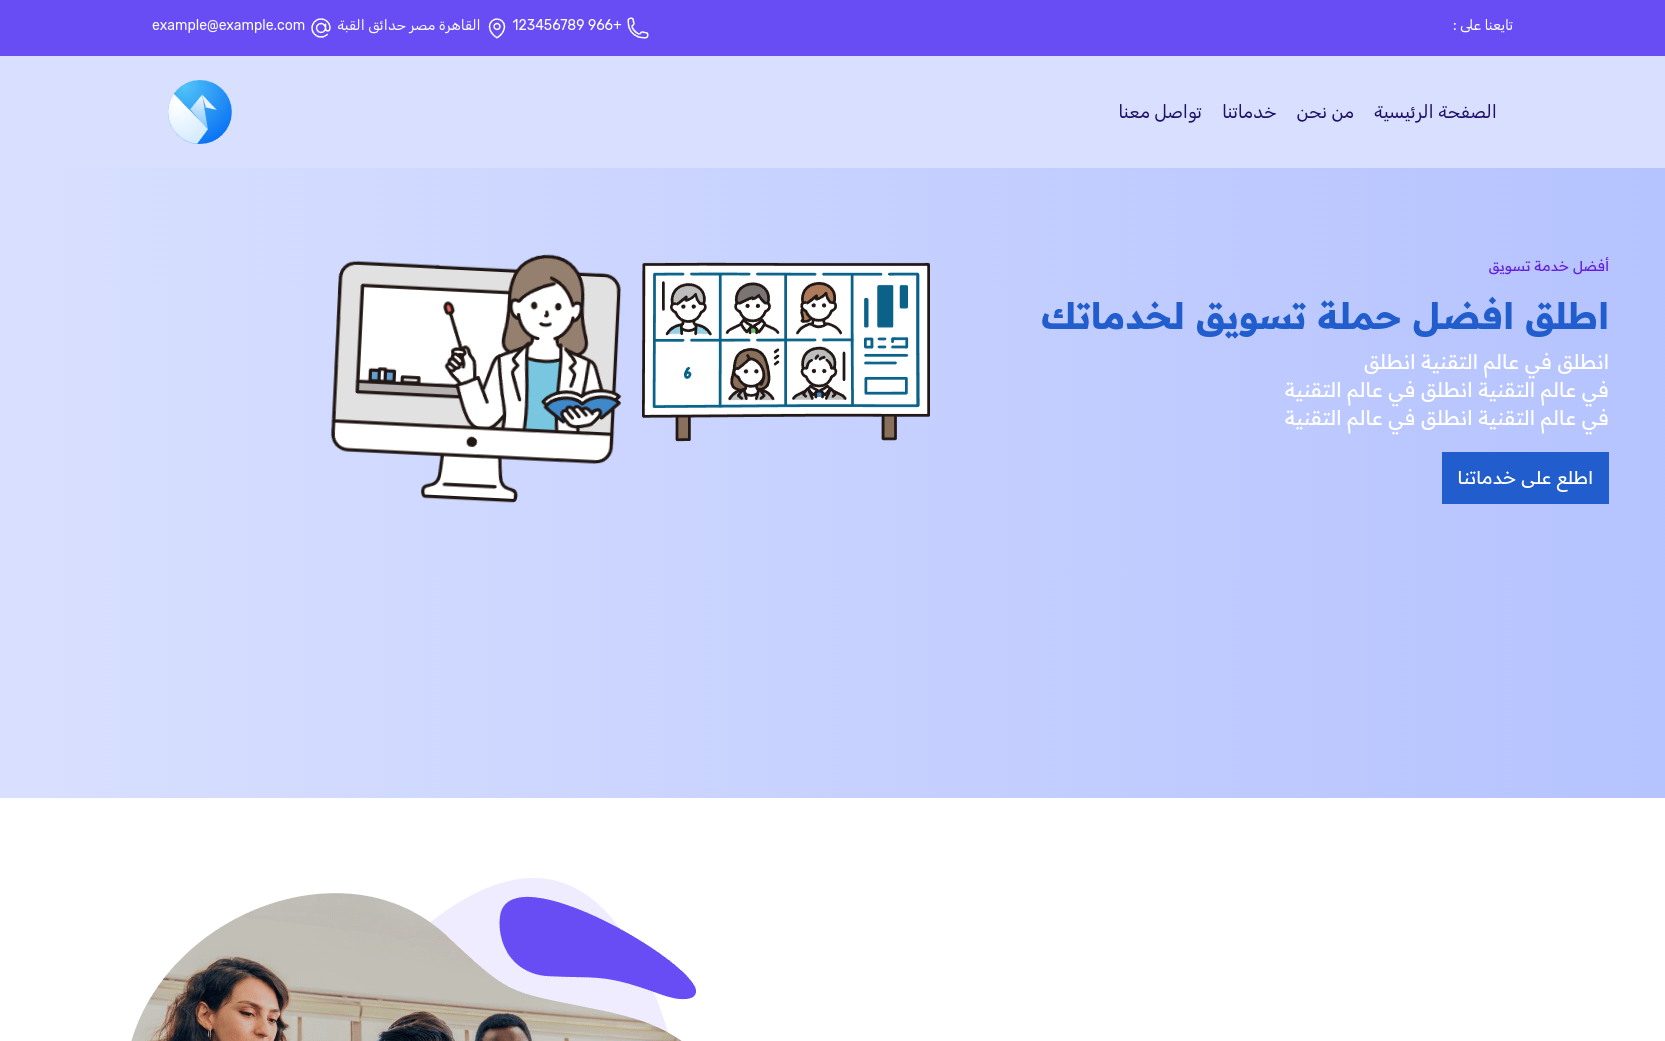 تابعنا على :
+966 123456789
القاهرة مصر حدائق القبة
example@example.com
الصفحة الرئيسية
من نحن
خدماتنا
تواصل معنا
أفضل خدمة تسويق
اطلق افضل حملة تسويق لخدماتك
انطلق في عالم التقنية انطلق
في عالم التقنية انطلق في عالم التقنية
في عالم التقنية انطلق في عالم التقنية
اطلع على خدماتنا
6